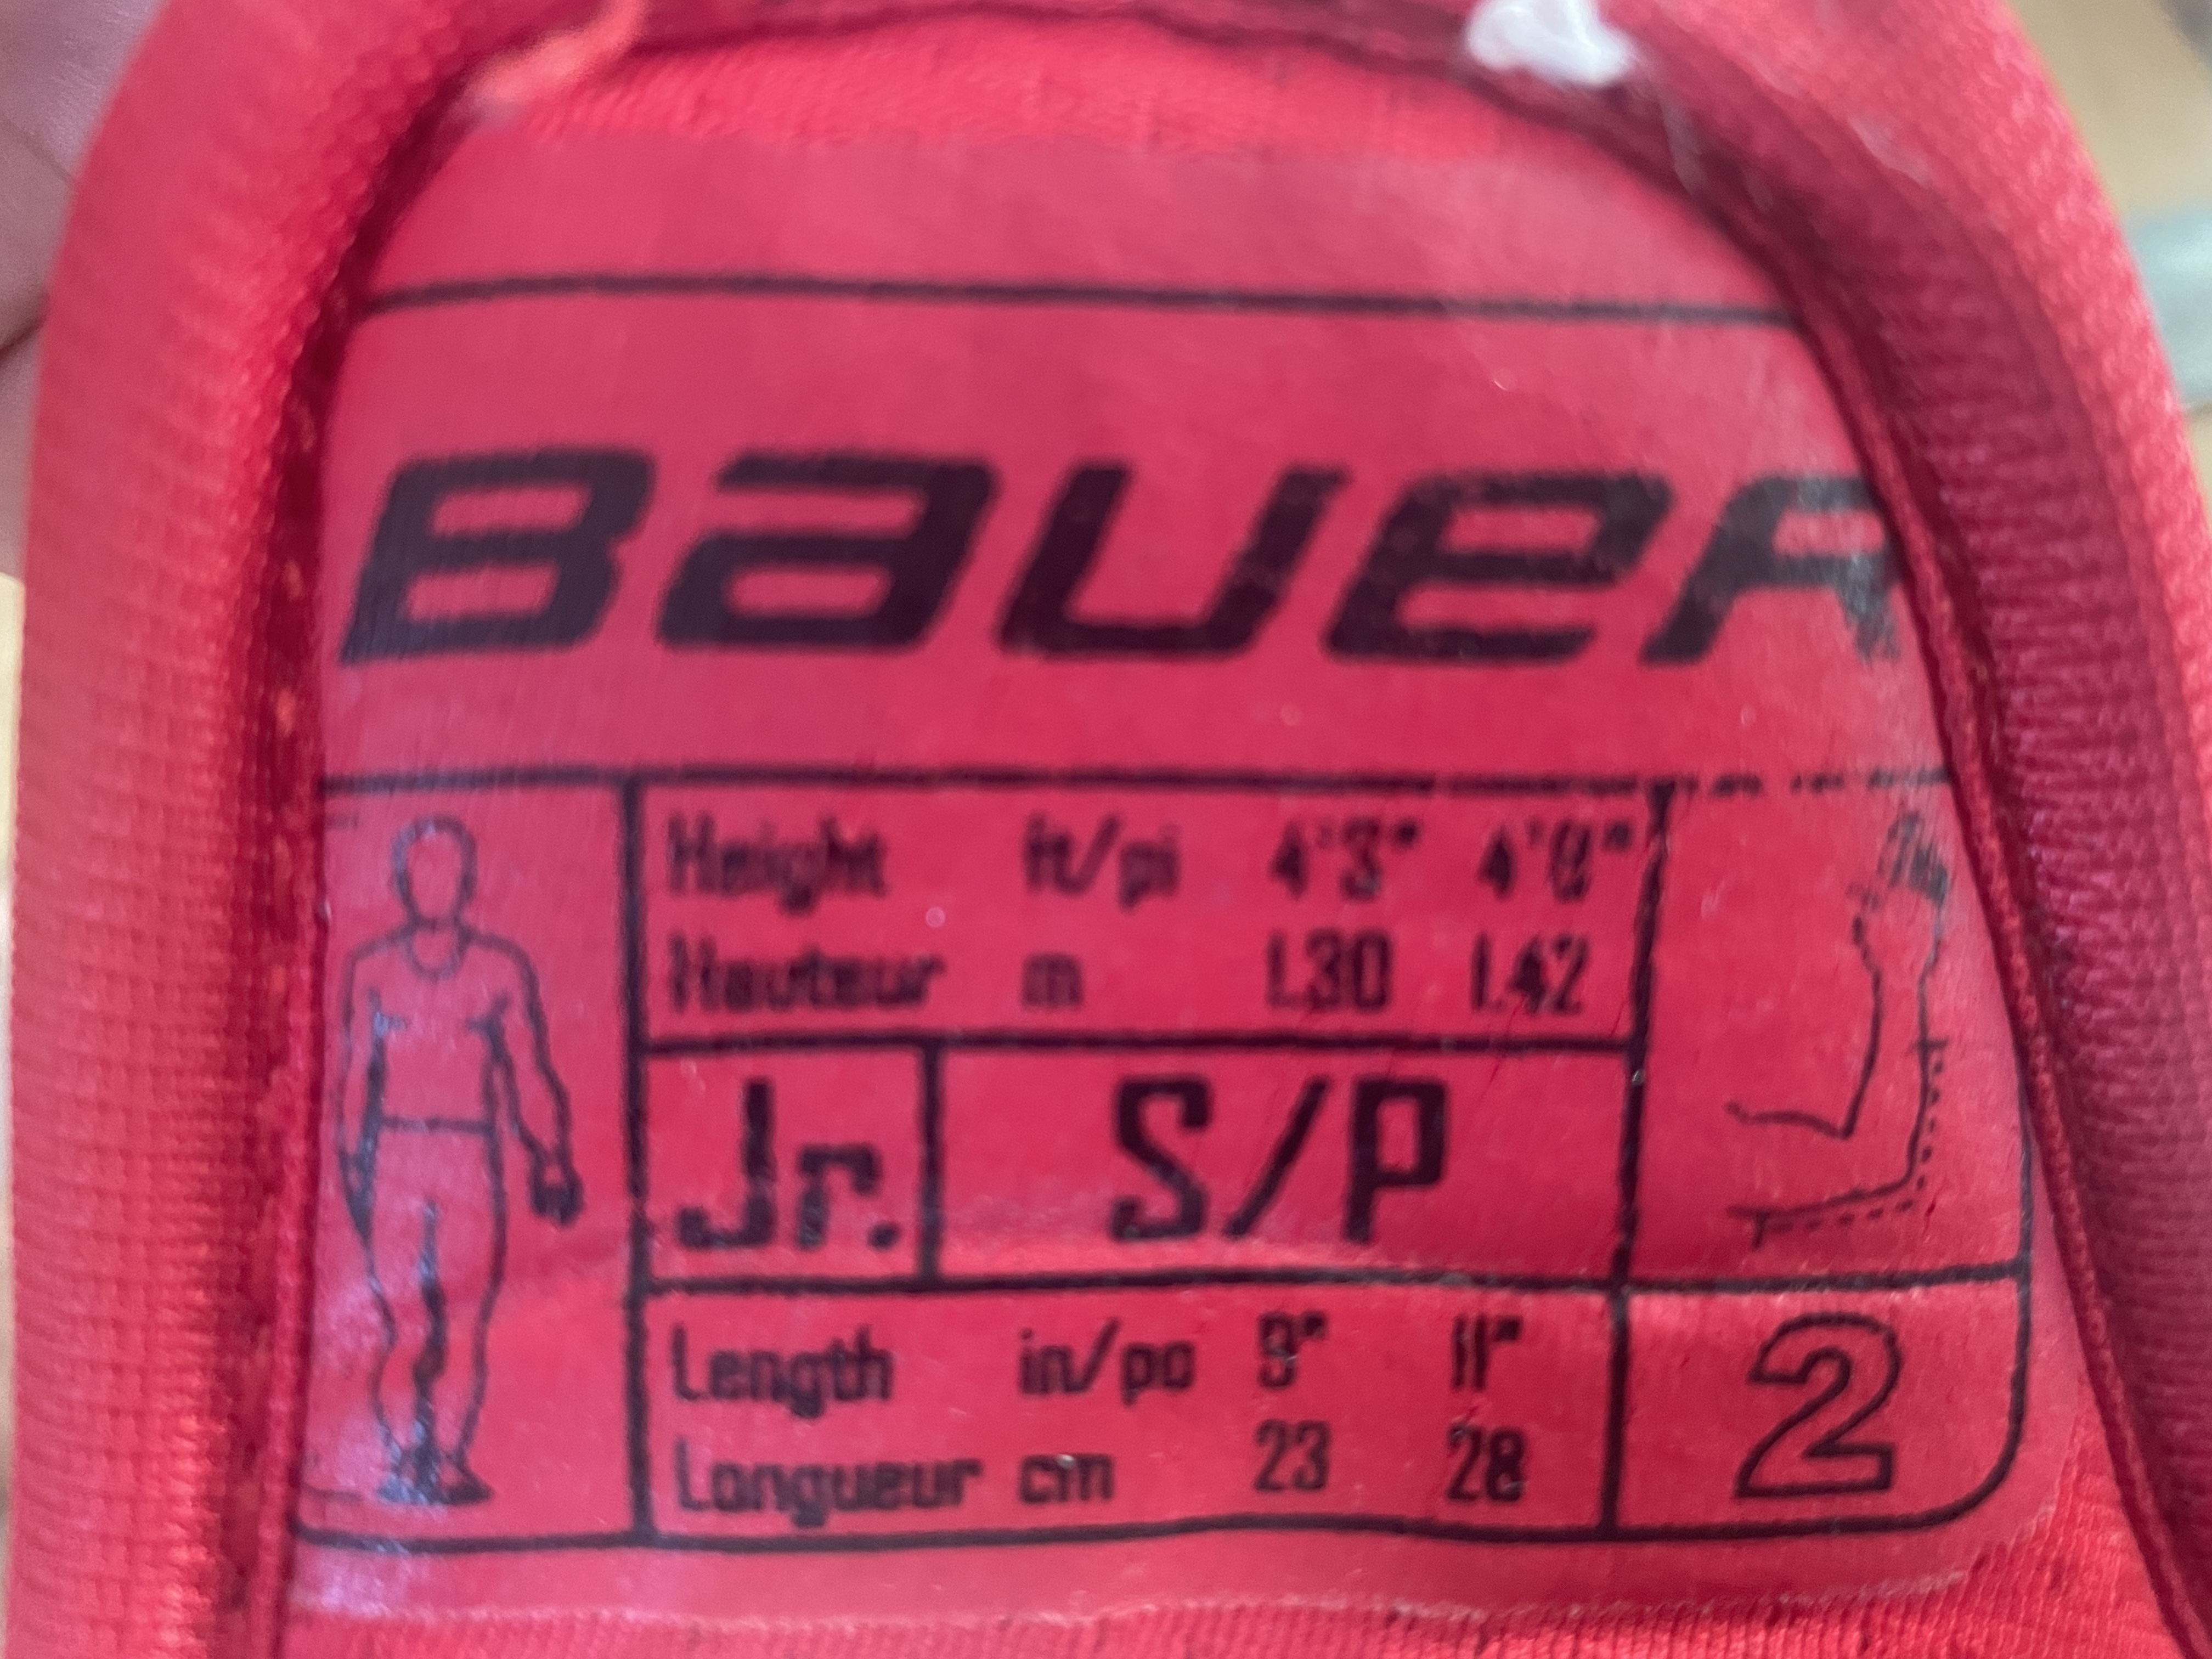 BAUER
Height ft/pi 4'3" 4'8"
Hauteur m 1.30 1.42
Jr. S/P
Length in/po 9" 11"
Longueur cm 23 28
2